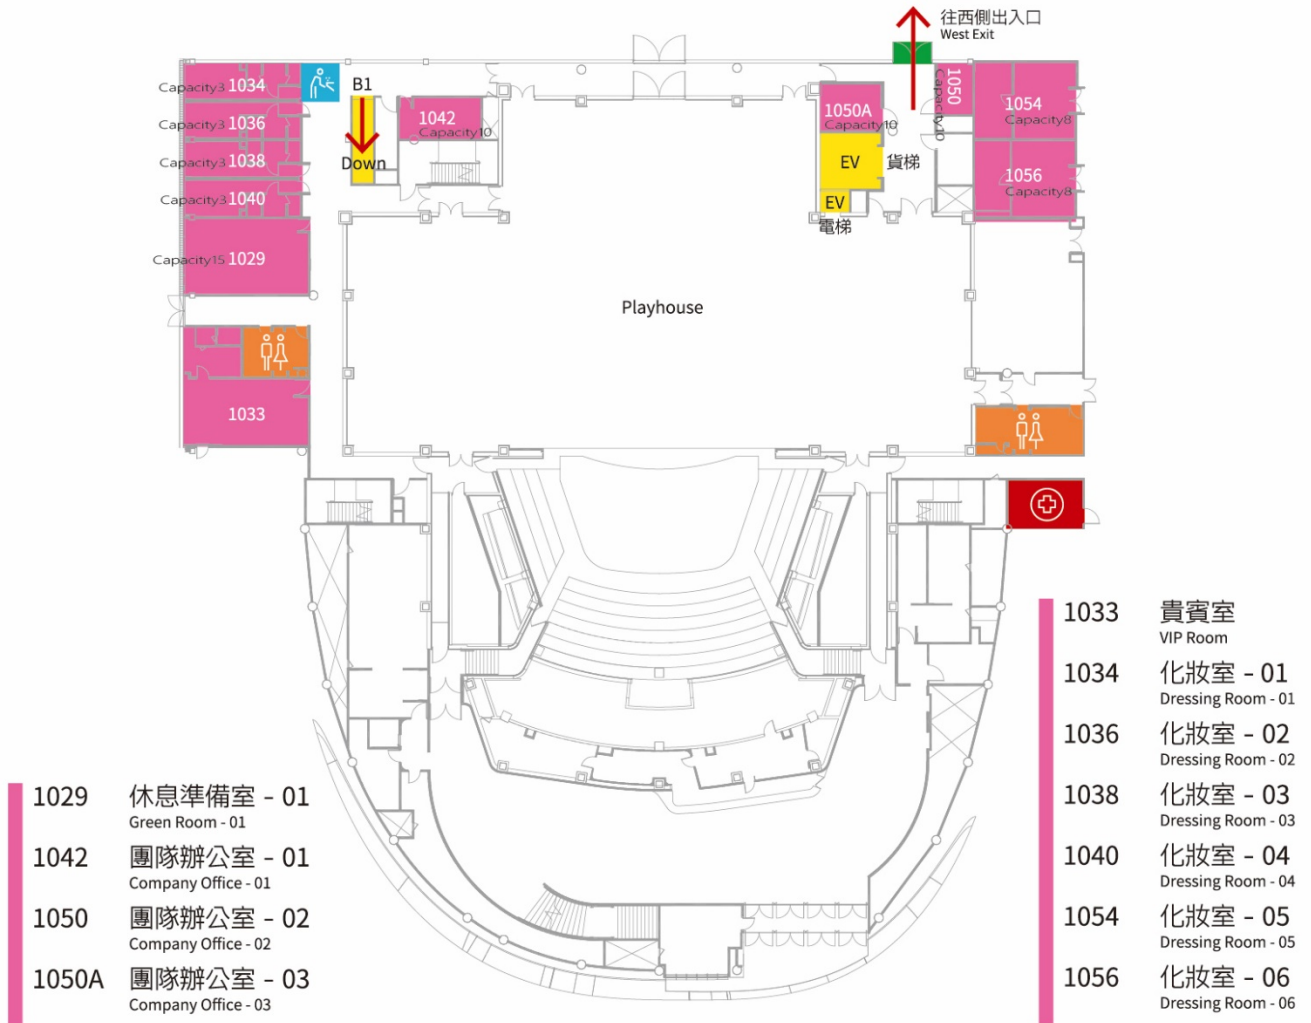 往西側出入口
West Exit
Capacity3 1034
B1
Down
1042
Capacity10
1050A
Capacity10
1050
Capacity10
1054
Capacity8
Capacity3 1036
Capacity3 1038
EV
貨梯
1056
Capacity8
Capacity3 1040
EV
電梯
Capacity15 1029
Playhouse
1033
1033 貴賓室
VIP Room
1034 化妝室 - 01
Dressing Room - 01
1036 化妝室 - 02
Dressing Room - 02
1038 化妝室 - 03
Dressing Room - 03
1040 化妝室 - 04
Dressing Room - 04
1054 化妝室 - 05
Dressing Room - 05
1056 化妝室 - 06
Dressing Room - 06
1029 休息準備室 - 01
Green Room - 01
1042 團隊辦公室 - 01
Company Office - 01
1050 團隊辦公室 - 02
Company Office - 02
1050A 團隊辦公室 - 03
Company Office - 03